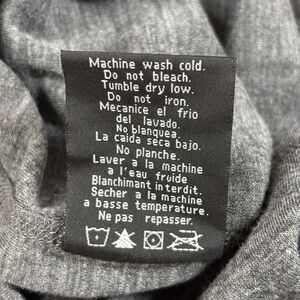 Machine wash cold.
Do not bleach.
Tumble dry low.
Do not iron.
Mecanice el frio
del lavado.
No blanquea.
La caida seca bajo.
No planche.
Laver a la machine
a l'eau froide
Blanchimant interdit.
Secher a la machine
a basse temperature.
Ne pas repasser.